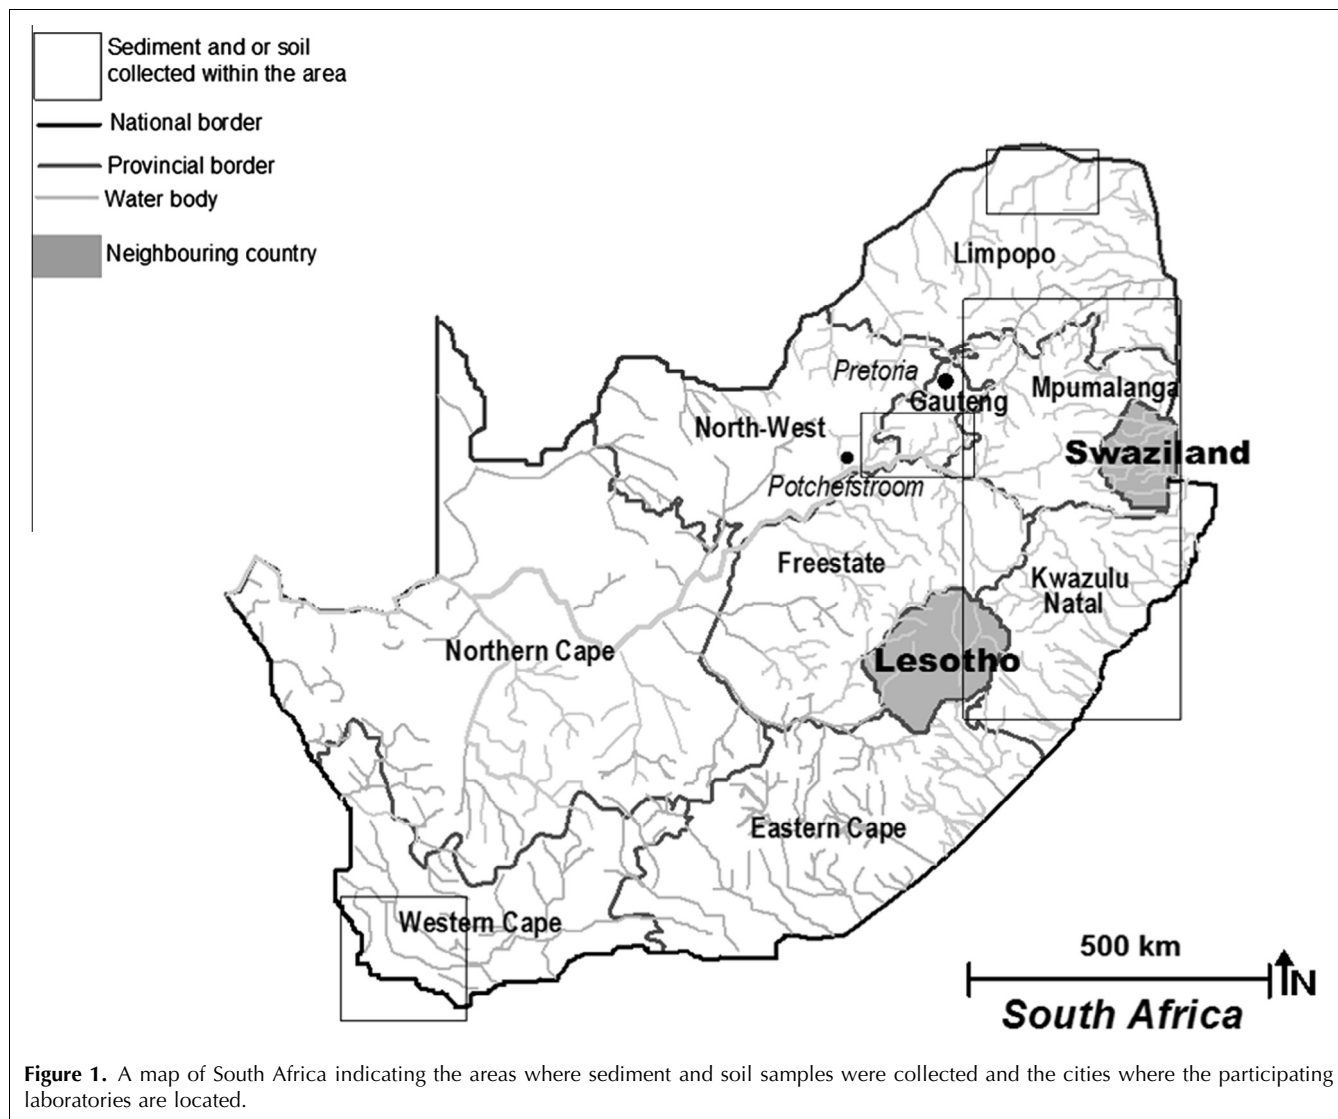 Sediment and or soil
collected within the area
National border
Provincial border
Water body
Neighbouring country
Limpopo
Pretoria
Gauteng
Mpumalanga
North-West
Swaziland
Potchefstroom
Freestate
Kwazulu
Natal
Northern Cape
Lesotho
Eastern Cape
Western Cape
500 km
N
South Africa
Figure 1. A map of South Africa indicating the areas where sediment and soil samples were collected and the cities where the participating
laboratories are located.